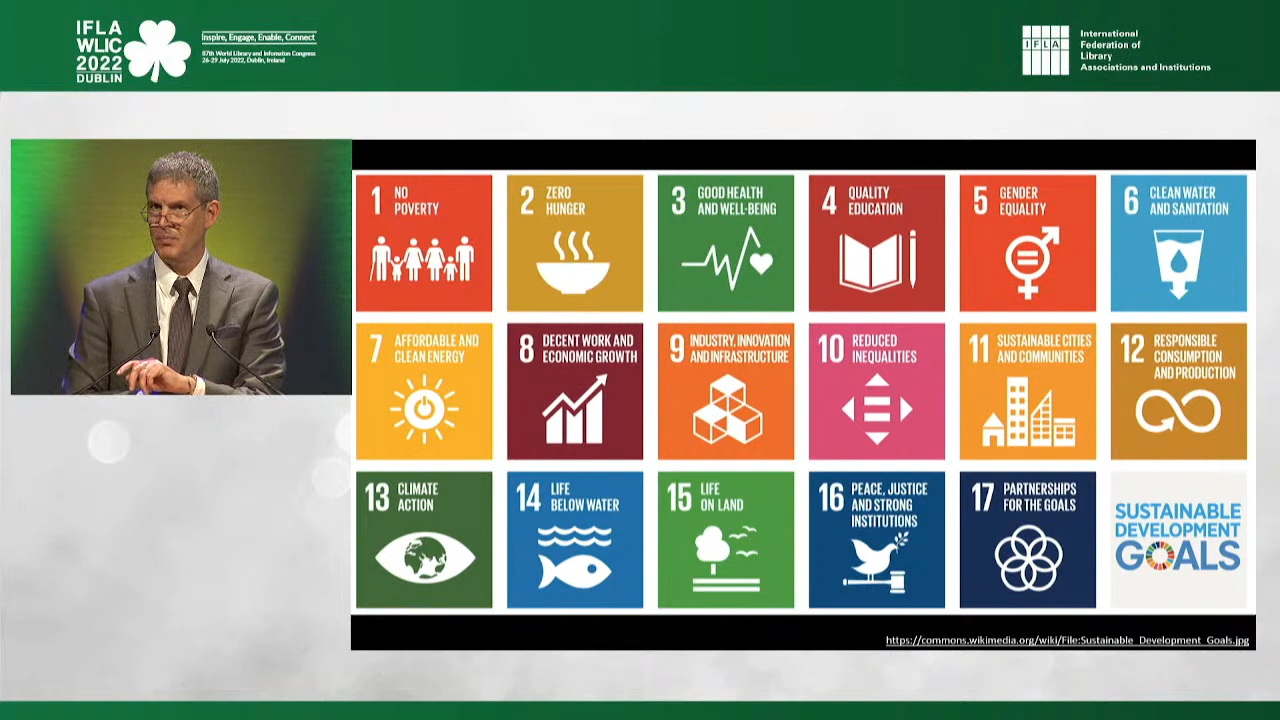 IFLA
WLIC
2022
DUBLIN
Inspire, Engage, Enable, Connect
87th World Library and Infomation Congress
26-29 July 2022, Dublin, Ireland
IFLA
International
Federation of
Library
Associations and Institutions
1 NO
POVERTY
2 ZERO
HUNGER
3 GOOD HEALTH
AND WELL-BEING
4 QUALITY
EDUCATION
5 GENDER
EQUALITY
6 CLEAN WATER
AND SANITATION
7 AFFORDABLE AND
CLEAN ENERGY
8 DECENT WORK AND
ECONOMIC GROWTH
9 INDUSTRY, INNOVATION
AND INFRASTRUCTURE
10 REDUCED
INEQUALITIES
11 SUSTAINABLE CITIES
AND COMMUNITIES
12 RESPONSIBLE
CONSUMPTION
AND PRODUCTION
13 CLIMATE
ACTION
14 LIFE
BELOW WATER
15 LIFE
ON LAND
16 PEACE, JUSTICE
AND STRONG
INSTITUTIONS
17 PARTNERSHIPS
FOR THE GOALS
SUSTAINABLE
DEVELOPMENT
GOALS
https://commons.wikimedia.org/wiki/File:Sustainable_Development_Goals.jpg